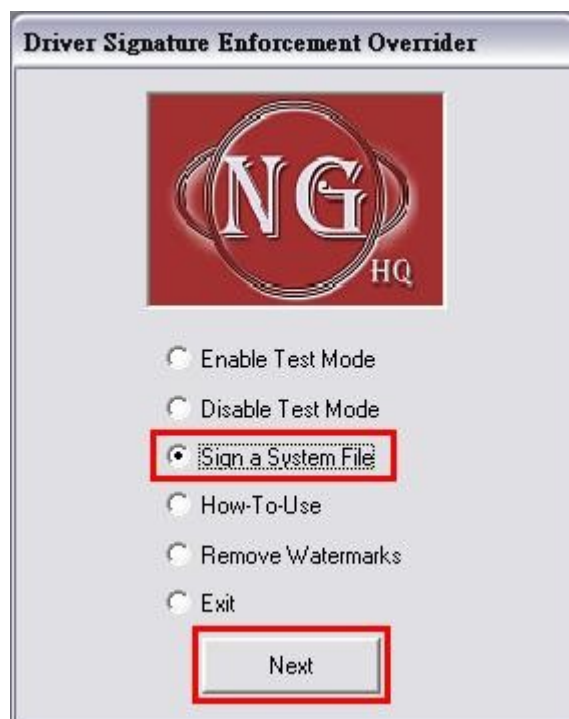 Driver Signature Enforcement Overrider
NG
HQ
Enable Test Mode
Disable Test Mode
Sign a System File
How-To-Use
Remove Watermarks
Exit
Next